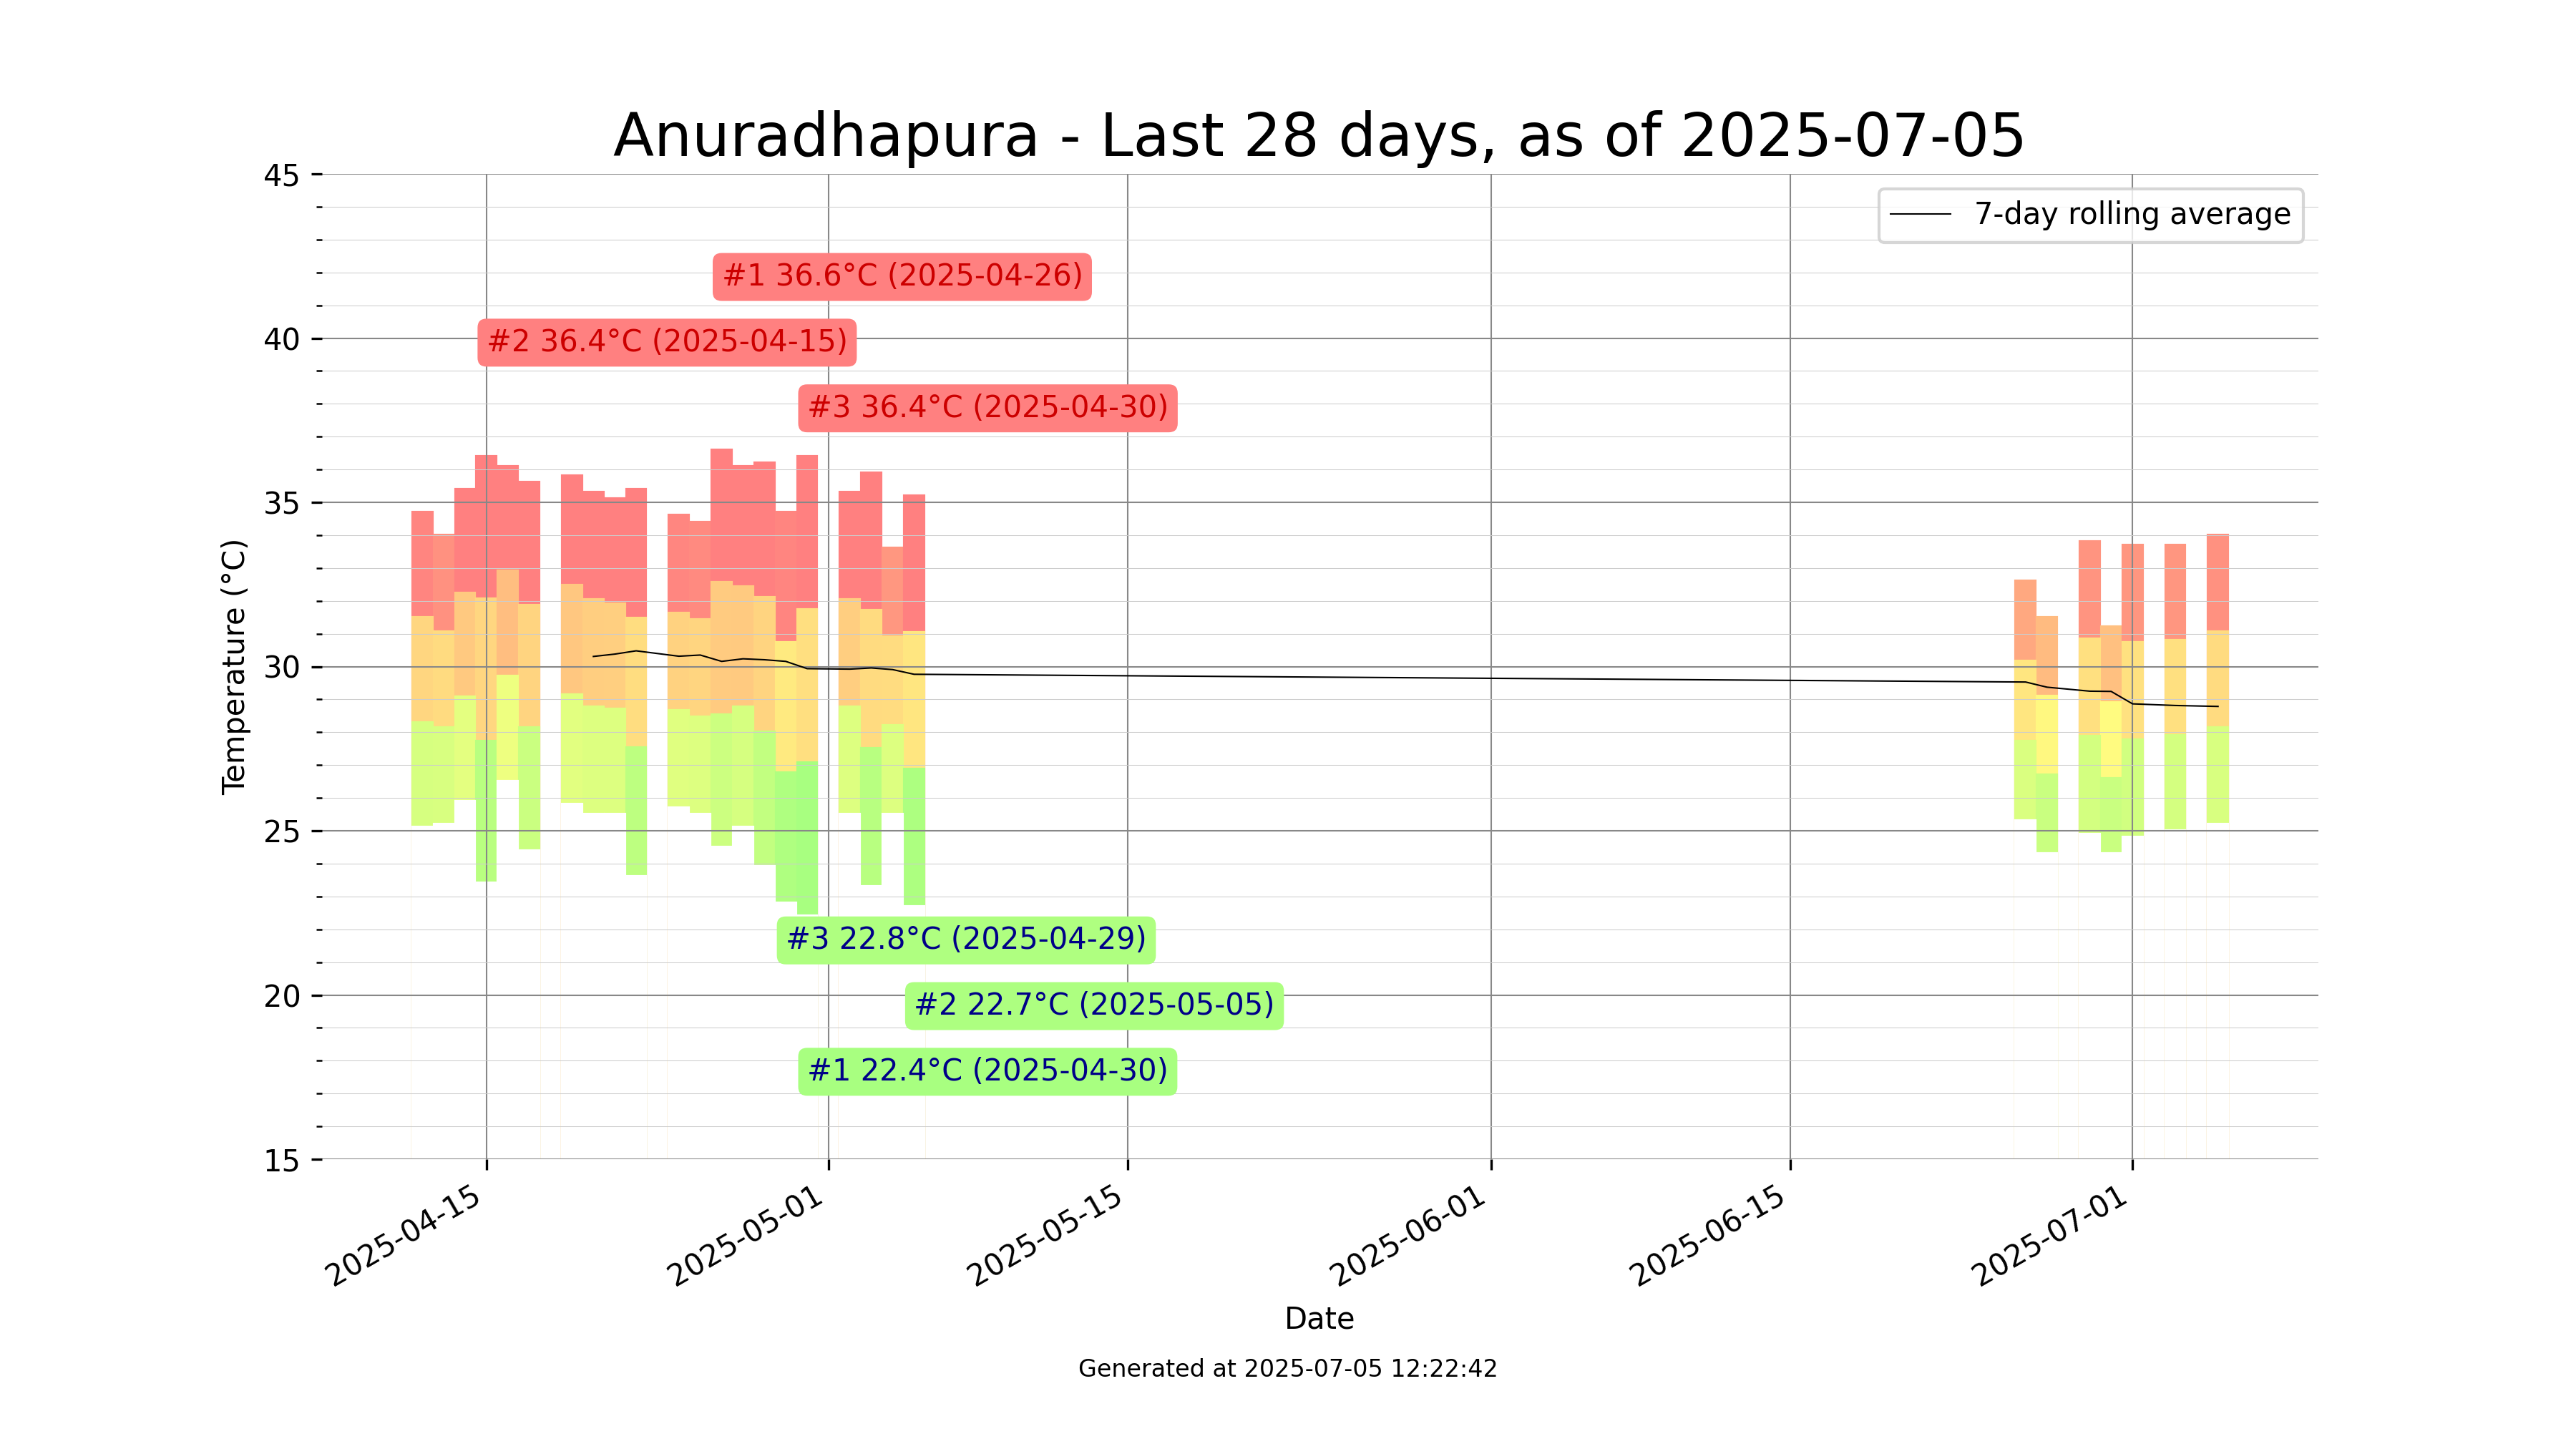 Anuradhapura - Last 28 days, as of 2025-07-05
45
7-day rolling average
#1 36.6°C (2025-04-26)
40
#2 36.4°C (2025-04-15)
#3 36.4°C (2025-04-30)
35
Temperature (°C)
30
25
#3 22.8°C (2025-04-29)
20
#2 22.7°C (2025-05-05)
#1 22.4°C (2025-04-30)
15
2025-04-15
2025-05-01
2025-05-15
2025-06-01
2025-06-15
2025-07-01
Date
Generated at 2025-07-05 12:22:42